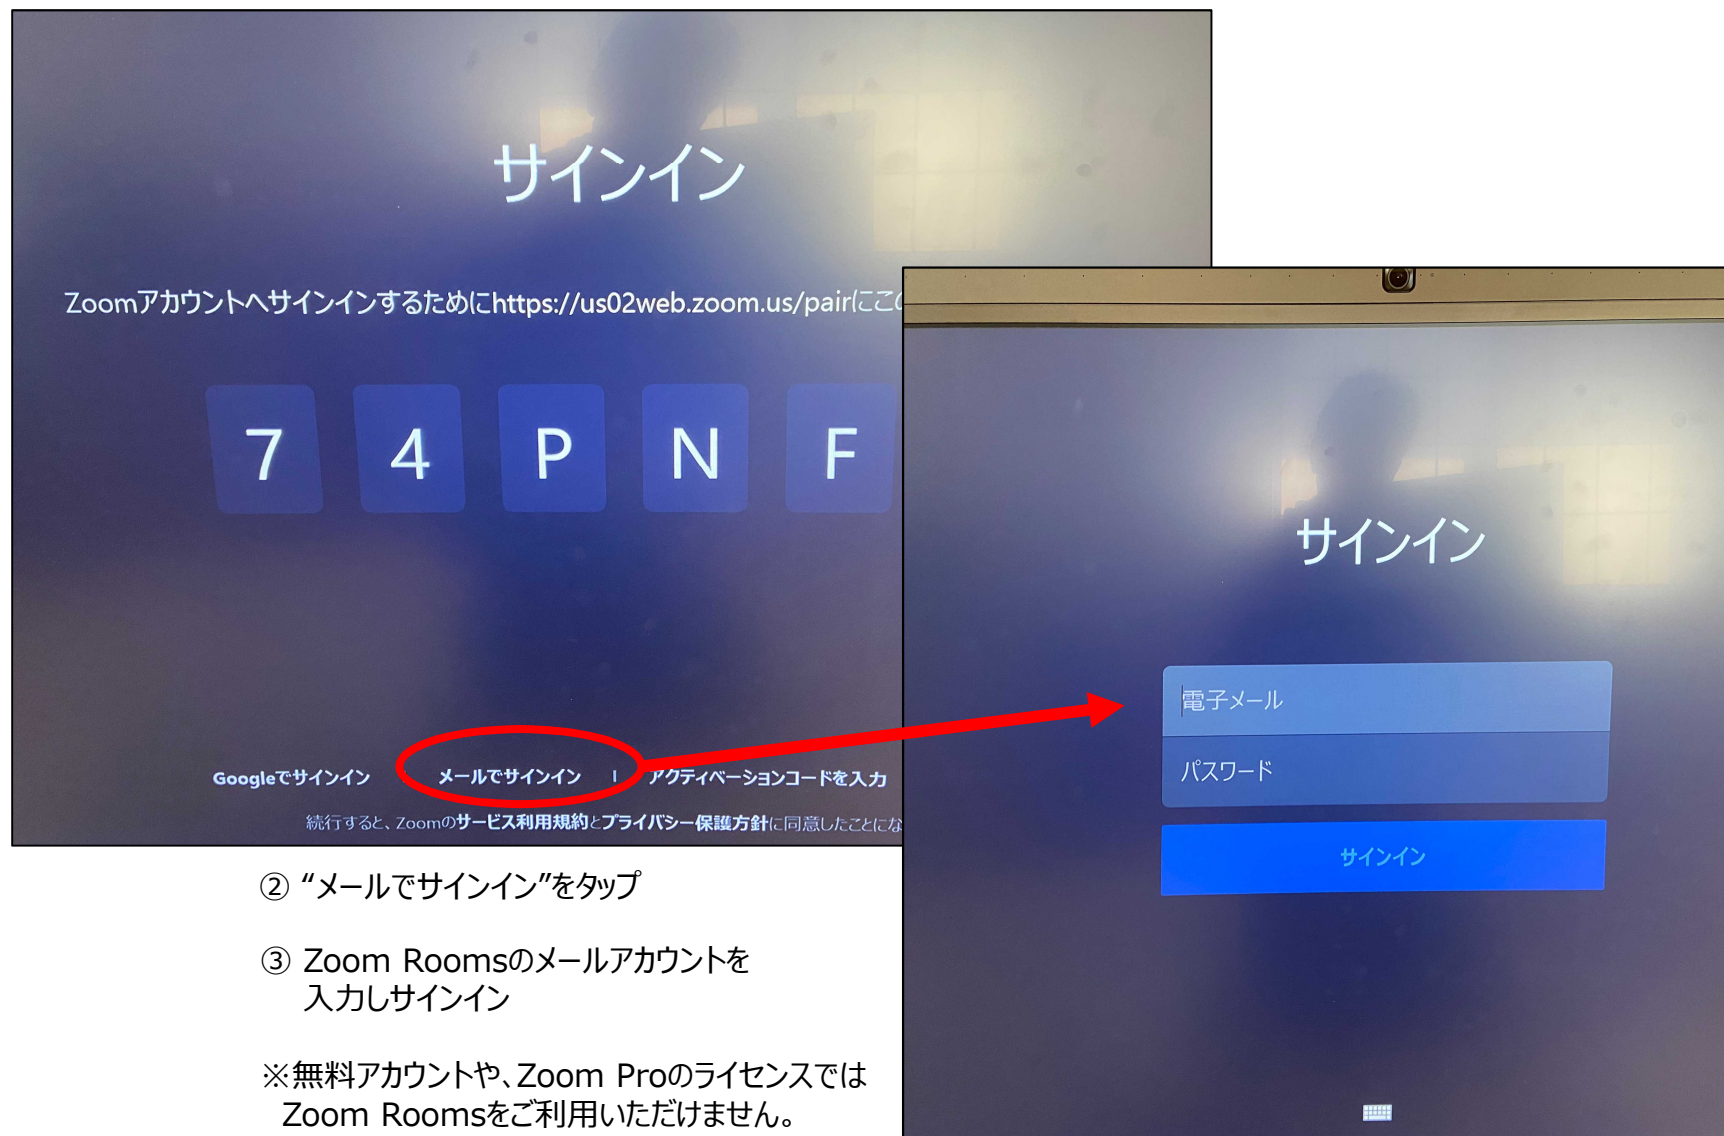 サインイン
Zoomアカウントへサインインするためにhttps://us02web.zoom.us/pairにこ
7 4 P N F
Googleでサインイン メールでサインイン | アクティベーションコードを入力
続行すると、Zoomのサービス利用規約とプライバシー保護方針に同意したことにな
サインイン
電子メール
パスワード
サインイン
② “メールでサインイン”をタップ
③ Zoom Roomsのメールアカウントを
入力しサインイン
※無料アカウントや、Zoom Proのライセンスでは
Zoom Roomsをご利用いただけません。